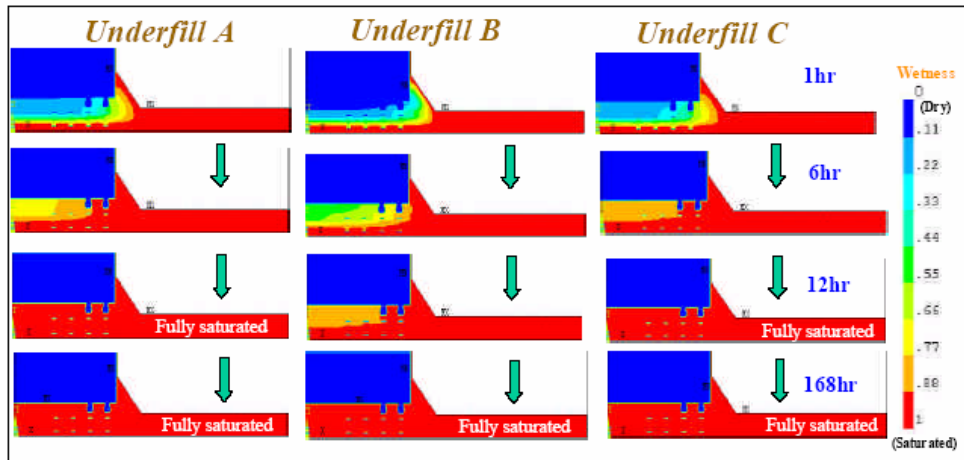 Underfill A
Underfill B
Underfill C
1hr
Wetness
0
(Dry)
.11
.22
.33
.44
.55
.66
.77
.88
1
(Saturated)
6hr
12hr
Fully saturated
Fully saturated
168hr
Fully saturated
Fully saturated
Fully saturated